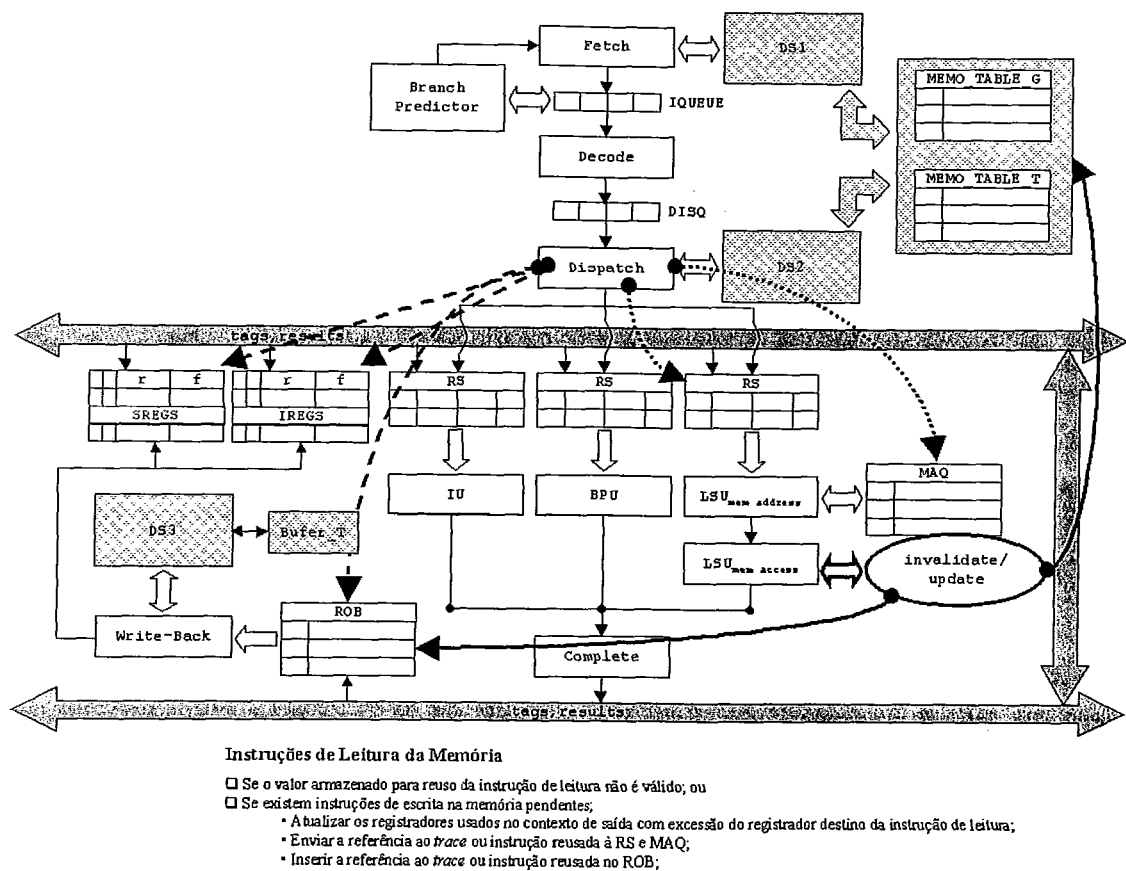 Fetch
DS1
MEMO TABLE G
Branch
Predictor
IQUEUE
Decode
MEMO TABLE T
DISQ
Dispatch
DS2
tags, results
r f
r f
RS
RS
RS
SREGS
IREGS
IU
BPU
LSU mem address
MAQ
DS3
Bufer_T
LSU mem access
invalidate/
update
ROB
Write-Back
Complete
tags, results
Instruções de Leitura da Memória
❑ Se o valor armazenado para reuso da instrução de leitura não é válido; ou
❑ Se existem instruções de escrita na memória pendentes;
• Atualizar os registradores usados no contexto de saída com excessão do registrador destino da instrução de leitura;
• Enviar a referência ao trace ou instrução reusada à RS e MAQ;
• Inserir a referência ao trace ou instrução reusada no ROB;